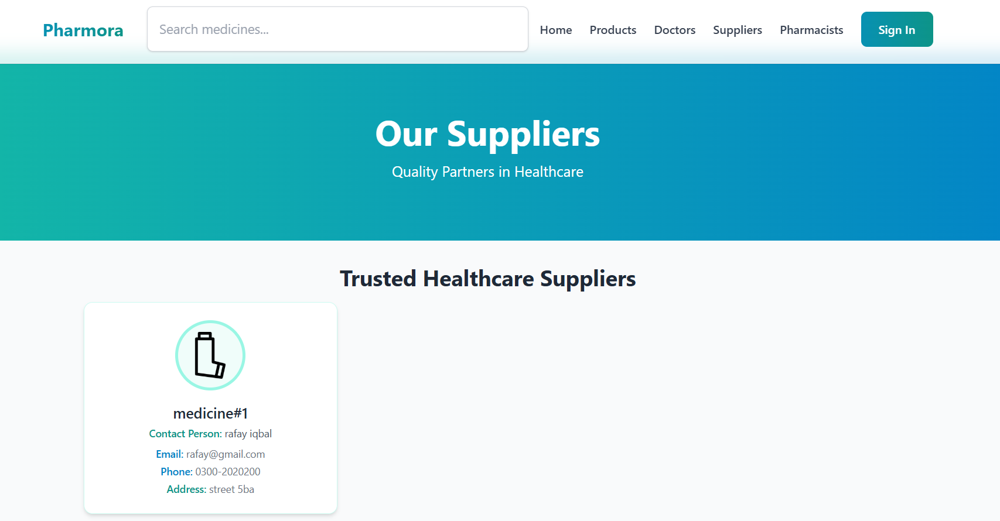 Pharmora
Search medicines...
Home
Products
Doctors
Suppliers
Pharmacists
Sign In
Our Suppliers
Quality Partners in Healthcare
Trusted Healthcare Suppliers
medicine#1
Contact Person: rafay iqbal
Email: rafay@gmail.com
Phone: 0300-2020200
Address: street 5ba